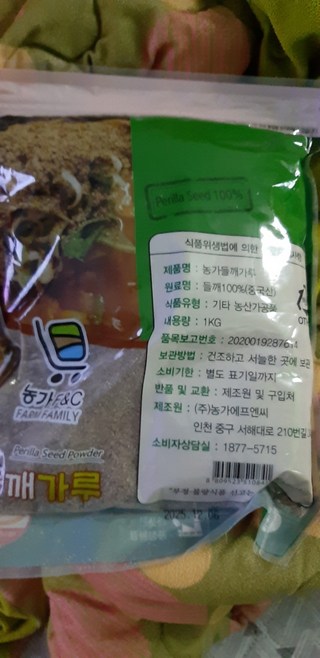 Perilla Seed 100%
식품위생법에 의한
제품명 : 농가들깨가루
원료명 : 들깨100%(중국산)
식품유형 : 기타 농산가공품
내용량 : 1KG
품목보고번호 :
보관방법 : 건조하고 서늘한 곳에 보관
소비기한 : 별도 표기일까지
반품 및 교환 : 제조원 및 구입처
제조원 : (주)농가에프엔씨
인천 중구 서해대로 210번길
소비자상담실 : 1877-5715
농가F&C
FARM FAMILY
Perilla Seed Powder
깨가루
2025. 12.